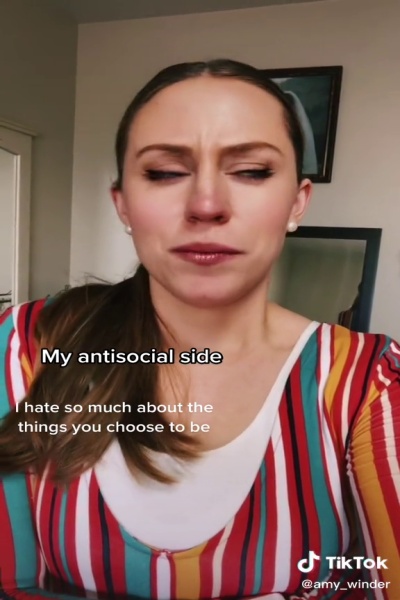 My antisocial side
I hate so much about the
things you choose to be
TikTok
@amy_winder